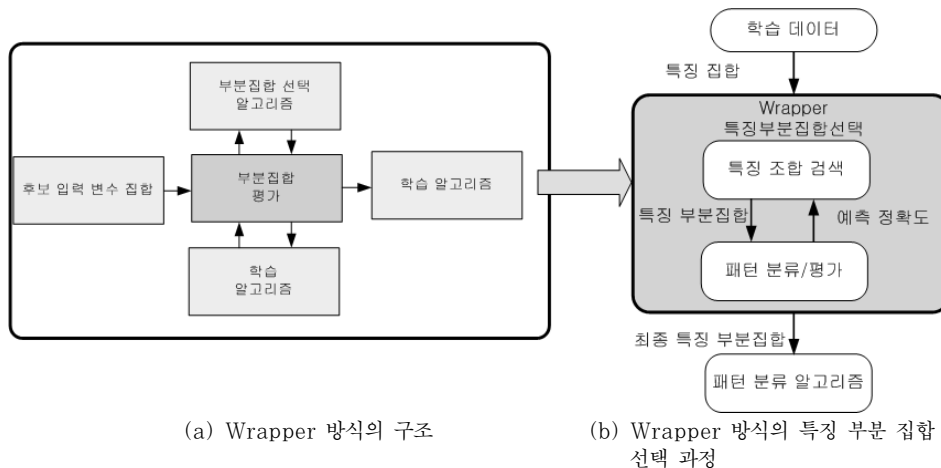 부분집합 선택
알고리즘
후보 입력 변수 집합
부분집합
평가
학습 알고리즘
학습
알고리즘
(a) Wrapper 방식의 구조
학습 데이터
특징 집합
Wrapper
특징부분집합선택
특징 조합 검색
특징 부분집합
예측 정확도
패턴 분류/평가
최종 특징 부분집합
패턴 분류 알고리즘
(b) Wrapper 방식의 특징 부분 집합
선택 과정